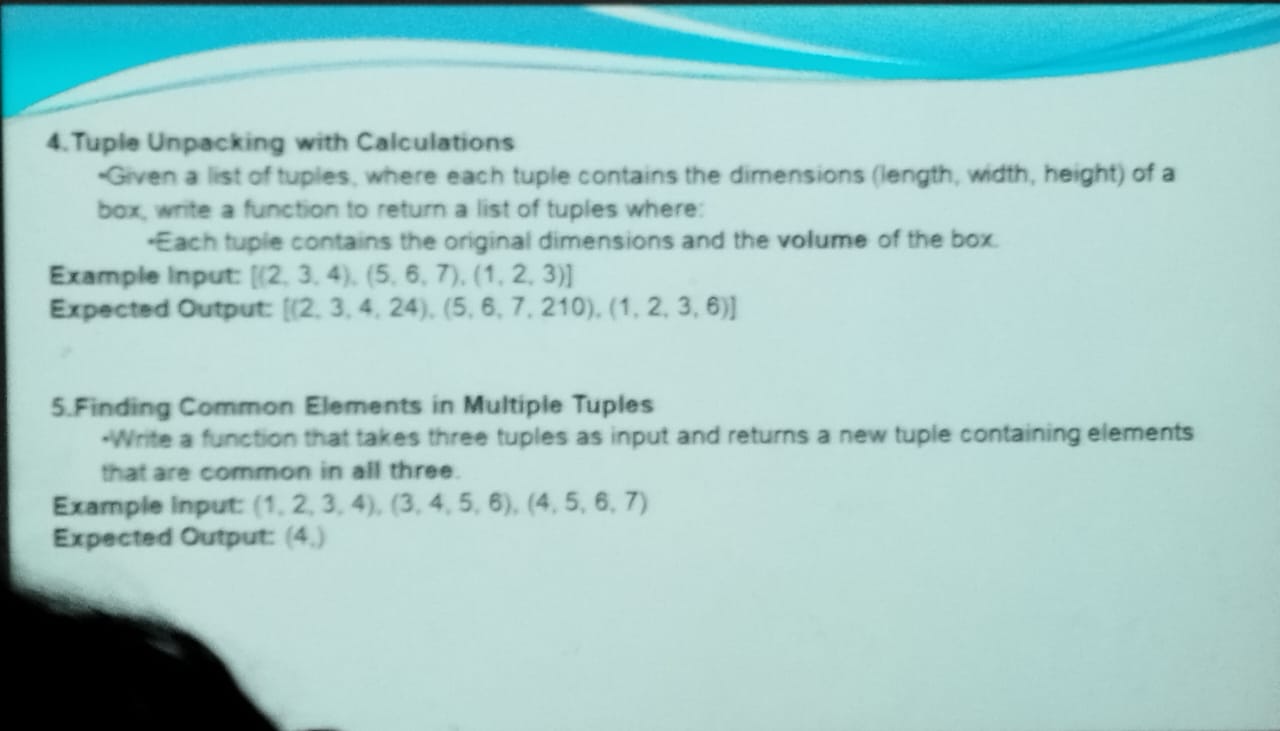 4.Tuple Unpacking with Calculations
•Given a list of tuples, where each tuple contains the dimensions (length, width, height) of a
box, write a function to return a list of tuples where:
•Each tuple contains the original dimensions and the volume of the box.
Example Input: [(2, 3, 4), (5, 6, 7), (1, 2, 3)]
Expected Output: [(2, 3, 4, 24), (5, 6, 7, 210), (1, 2, 3, 6)]
5.Finding Common Elements in Multiple Tuples
•Write a function that takes three tuples as input and returns a new tuple containing elements
that are common in all three.
Example Input: (1, 2, 3, 4), (3, 4, 5, 6), (4, 5, 6, 7)
Expected Output: (4,)